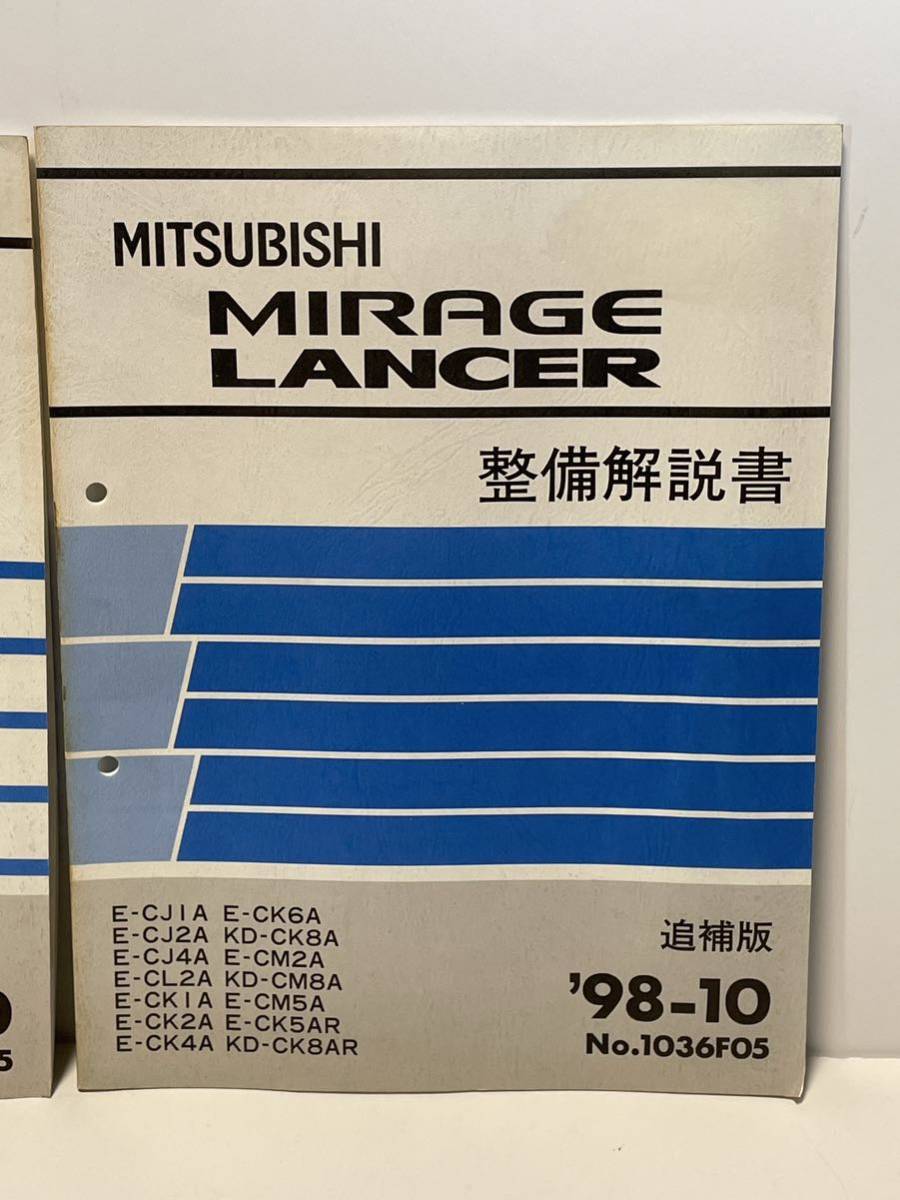 MITSUBISHI
MIRAGE
LANCER
整備解説書
E-CJ1A E-CK6A
E-CJ2A KD-CK8A
E-CJ4A E-CM2A
E-CL2A KD-CM8A
E-CK1A E-CM5A
E-CK2A E-CK5AR
E-CK4A KD-CK8AR
追補版
'98-10
No.1036F05